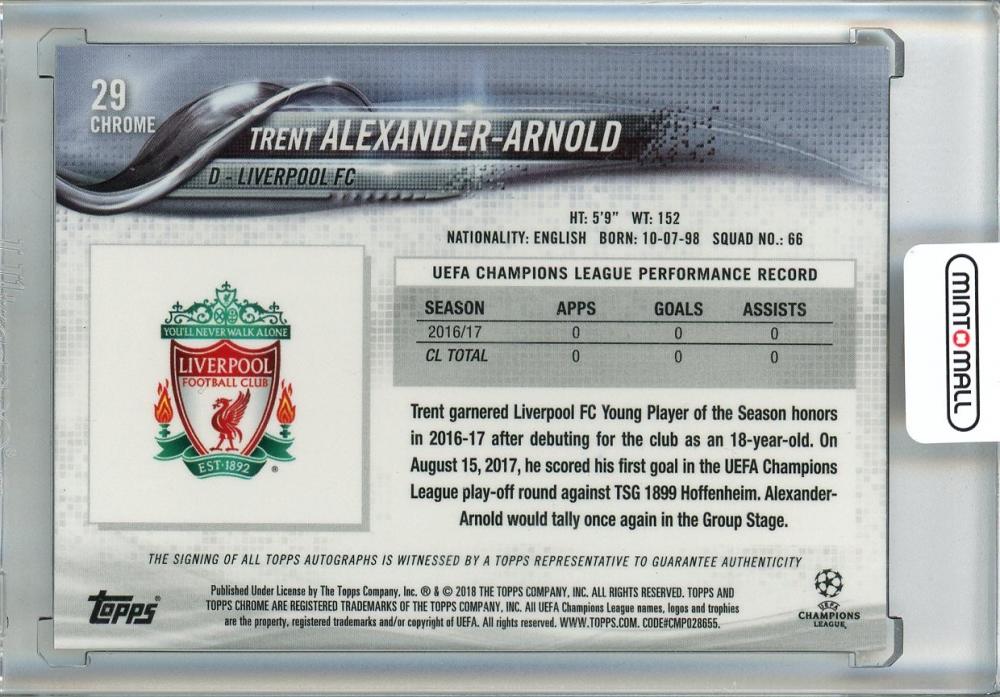 29
CHROME
TRENT ALEXANDER-ARNOLD
D - LIVERPOOL FC
HT: 5'9" WT: 152
NATIONALITY: ENGLISH BORN: 10-07-98 SQUAD NO.: 66
UEFA CHAMPIONS LEAGUE PERFORMANCE RECORD
SEASON APPS GOALS ASSISTS
2016/17 0 0 0
CL TOTAL 0 0 0
YOU'LL NEVER WALK ALONE
LIVERPOOL
FOOTBALL CLUB
EST·1892
®
Trent garnered Liverpool FC Young Player of the Season honors
in 2016-17 after debuting for the club as an 18-year-old. On
August 15, 2017, he scored his first goal in the UEFA Champions
League play-off round against TSG 1899 Hoffenheim. Alexander-
Arnold would tally once again in the Group Stage.
THE SIGNING OF ALL TOPPS AUTOGRAPHS IS WITNESSED BY A TOPPS REPRESENTATIVE TO GUARANTEE AUTHENTICITY
Topps®
Published Under License by The Topps Company, Inc. ® & © 2018 THE TOPPS COMPANY, INC. ALL RIGHTS RESERVED. TOPPS AND
TOPPS CHROME ARE REGISTERED TRADEMARKS OF THE TOPPS COMPANY, INC. All UEFA Champions League names, logos and trophies
are the property, registered trademarks and/or copyright of UEFA. All rights reserved. WWW.TOPPS.COM. CODE#CMP028655.
UEFA
CHAMPIONS
LEAGUE
MINTOMALL